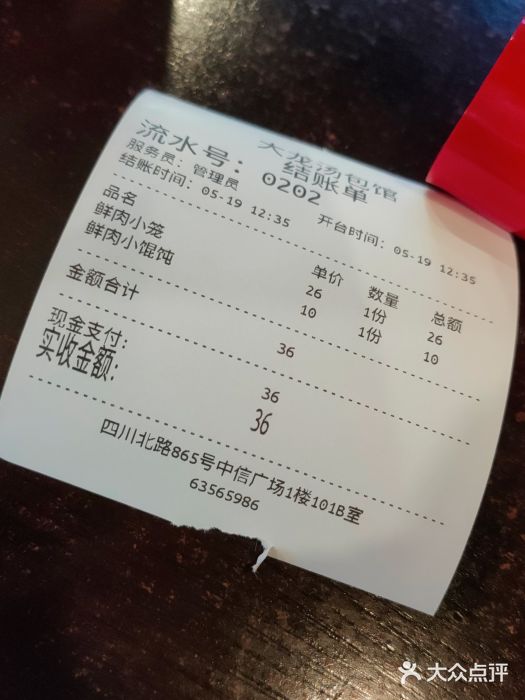 大龙汤包馆
结账单
流水号: 0202
服务员: 管理员 开台时间: 05-19 12:35
结账时间: 05-19 12:35
品名 单价 数量 总额
鲜肉小笼 26 1份 26
鲜肉小馄饨 10 1份 10
金额合计 36
现金支付: 36
实收金额: 36
四川北路865号中信广场1楼101B室
63565986
大众点评